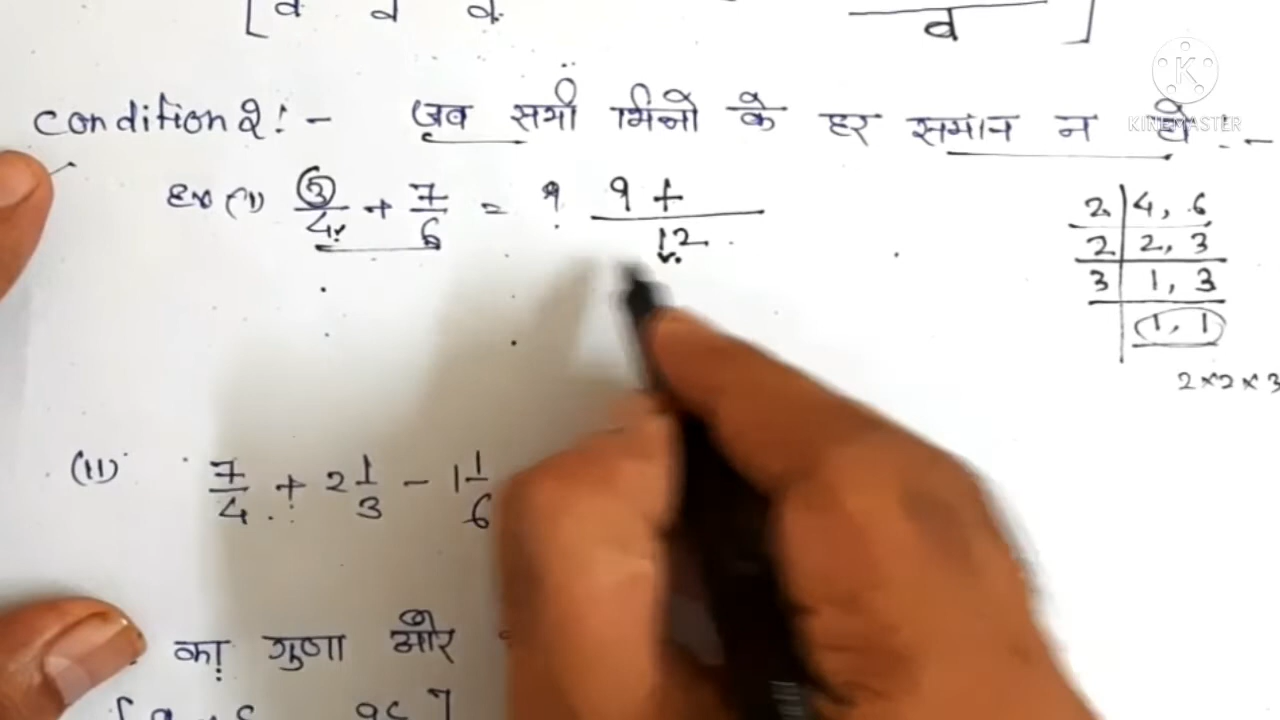 [ब ब ब ब ]
Condition 2:- जब सभी भिन्नो के हर समान न हो :-
KINEMASTER
Ex (i) 3/4 + 7/6 = ? 9 + / 12
2 | 4, 6
2 | 2, 3
3 | 1, 3
1, 1
2×2×3
(ii) 7/4 + 2 1/3 - 1 1/6
का गुणा और